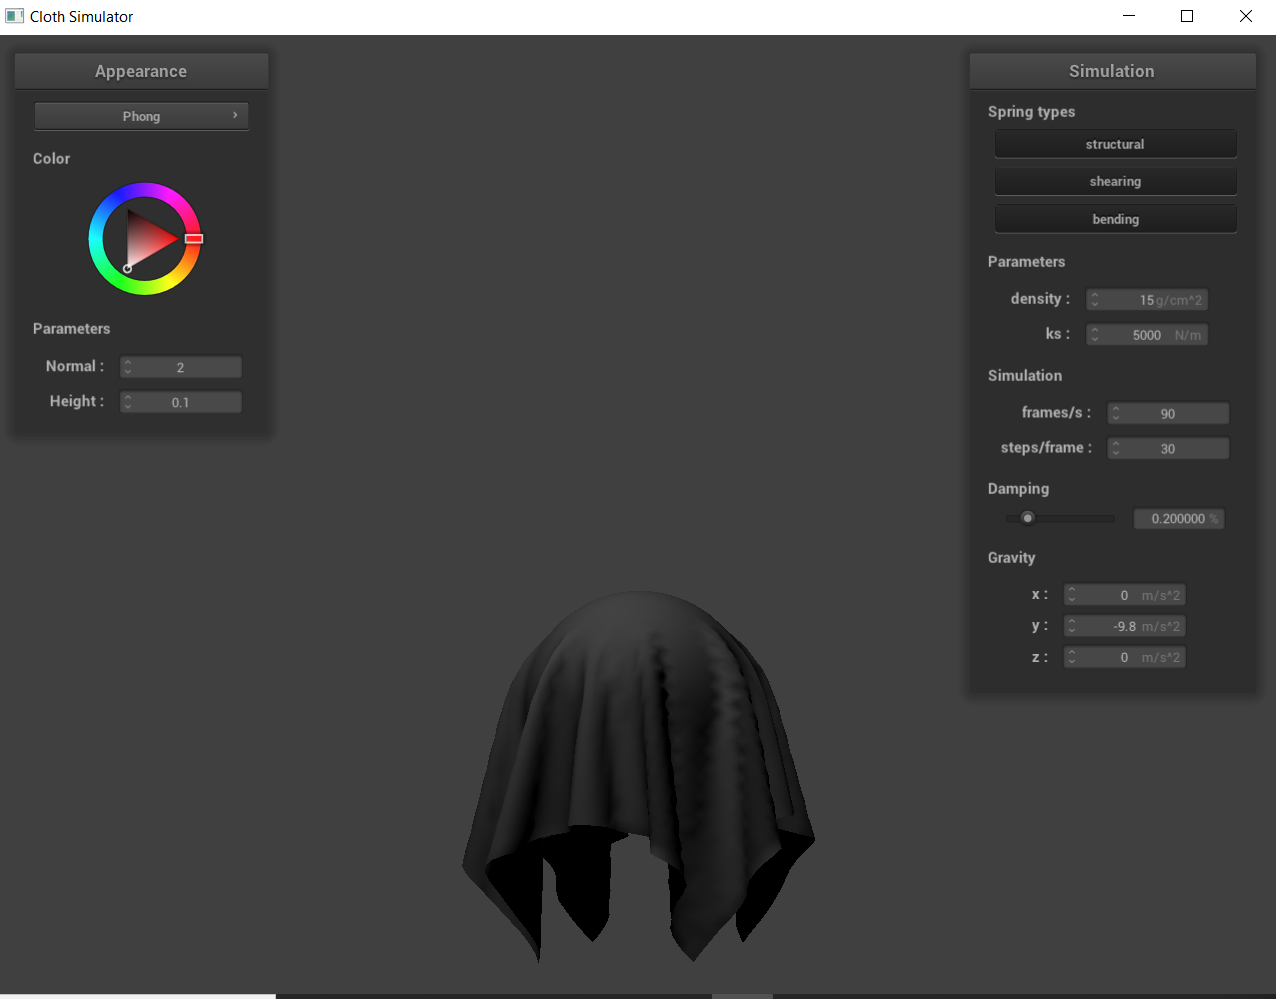 Cloth Simulator
Appearance
Phong
Color
Parameters
Normal : 2
Height : 0.1
Simulation
Spring types
structural
shearing
bending
Parameters
density : 15 g/cm^2
ks : 5000 N/m
Simulation
frames/s : 90
steps/frame : 30
Damping
0.200000 %
Gravity
x : 0 m/s^2
y : -9.8 m/s^2
z : 0 m/s^2